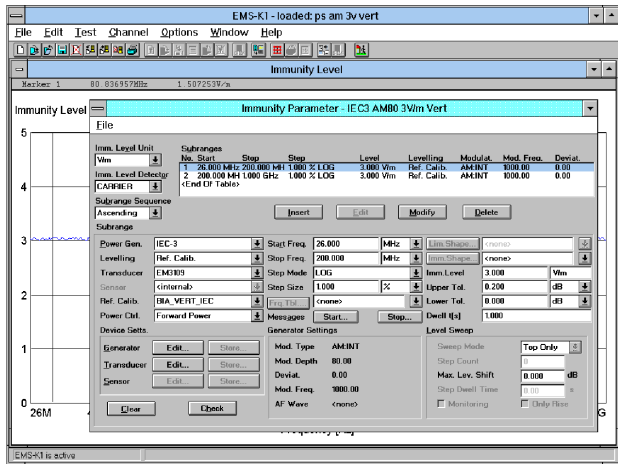 EMS-K1 - loaded: ps am 3v vert
File Edit Test Channel Options Window Help
Immunity Level
Marker 1 80.836957MHz 1.507253V/m
Immunity Level
Immunity Parameter - IEC3 AM80 3V/m Vert
File
Imm. Level Unit
V/m
Imm. Level Detector
CARRIER
Subrange Sequence
Ascending
Subranges
No. Start Stop Step Level Levelling Modulat. Mod. Freq. Deviat.
1 26.000 MHz 200.000 MH 1.000 % LOG 3.000 V/m Ref. Calib. AM:INT 1000.00 0.00
2 200.000 MH 1.000 GHz 1.000 % LOG 3.000 V/m Ref. Calib. AM:INT 1000.00 0.00
<End Of Table>
Insert Edit Modify Delete
Subrange
Power Gen. IEC-3 Start Freq. 26.000 MHz Lim.Shape... <none>
Levelling Ref. Calib. Stop Freq. 200.000 MHz Imm.Shape... <none>
Transducer EM3109 Step Mode LOG Imm.Level 3.000 V/m
Sensor <internal> Step Size 1.000 % Upper Tol. 0.200 dB
Ref. Calib. BIA_VERT_IEC Frq Tbl... <none> Lower Tol. 0.000 dB
Power Ctrl. Forward Power Messages Start... Stop... Dwell t[s] 1.000
Device Setts.
Generator Edit... Store...
Transducer Edit... Store...
Sensor Edit... Store...
Clear Check
Generator Settings
Mod. Type AM:INT
Mod. Depth 80.00
Deviat. 0.00
Mod. Freq. 1000.00
AF Wave <none>
Level Sweep
Sweep Mode Top Only
Step Count 0
Max. Lev. Shift 0.000 dB
Step Dwell Time 0.00 s
Monitoring Only Rise
5
4
3
2
1
0
26M
G
Frequency [Hz]
EMS-K1 is active